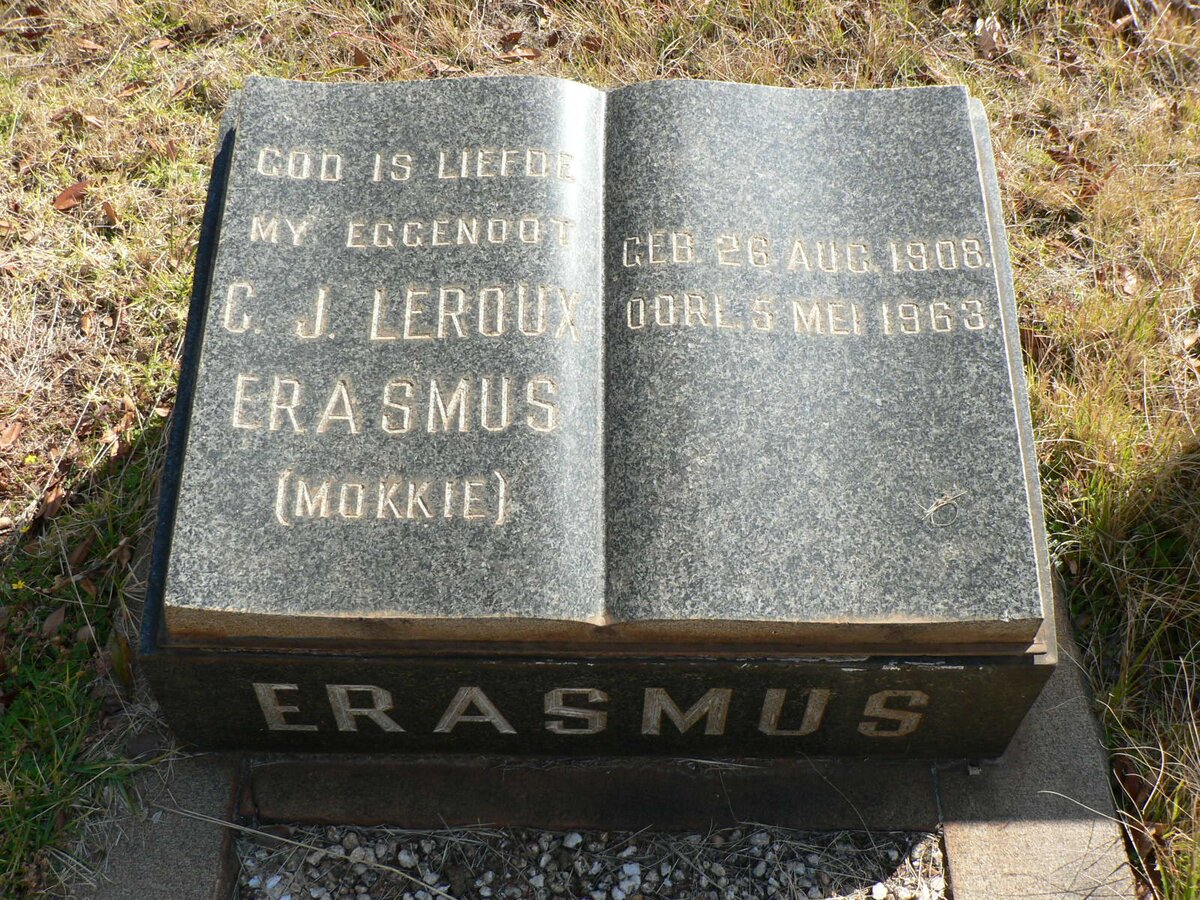 GOD IS LIEFDE
MY EGGENOOT
C. J. LEROUX
ERASMUS
(MOKKIE)
GEB. 26 AUG. 1908.
OORL. 5 MEI 1963.
ERASMUS